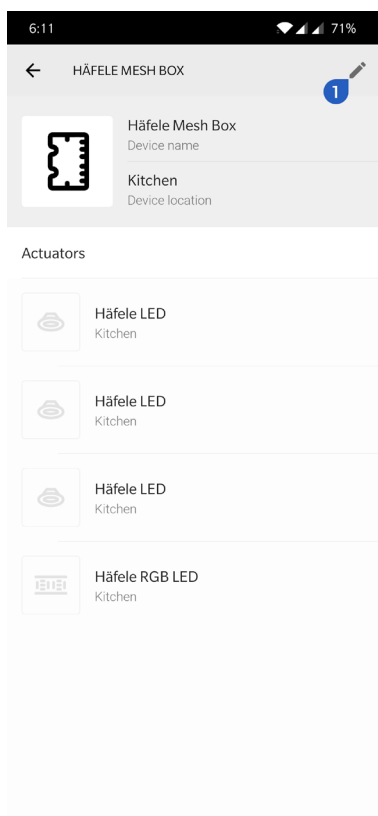 6:11
71%
HÄFELE MESH BOX
1
Häfele Mesh Box
Device name
Kitchen
Device location
Actuators
Häfele LED
Kitchen
Häfele LED
Kitchen
Häfele LED
Kitchen
Häfele RGB LED
Kitchen